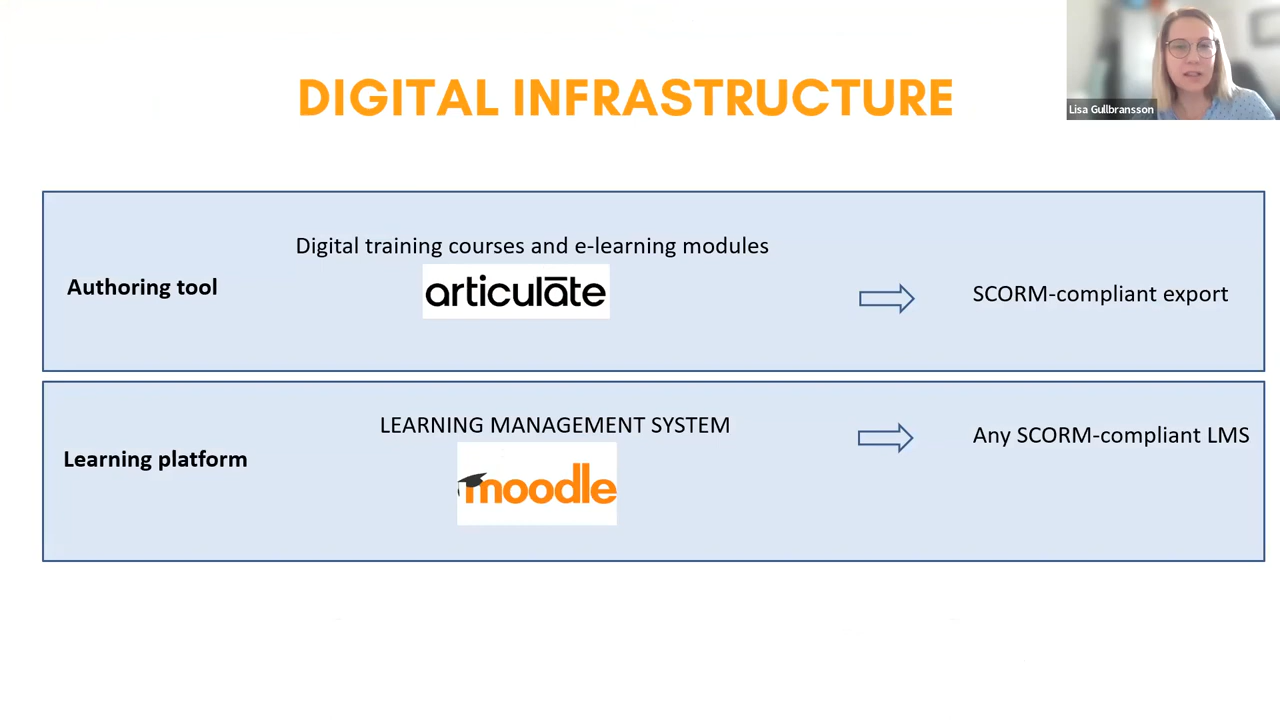 DIGITAL INFRASTRUCTURE
Lisa Gullbransson
Digital training courses and e-learning modules
Authoring tool
articulāte
SCORM-compliant export
LEARNING MANAGEMENT SYSTEM
Any SCORM-compliant LMS
Learning platform
moodle